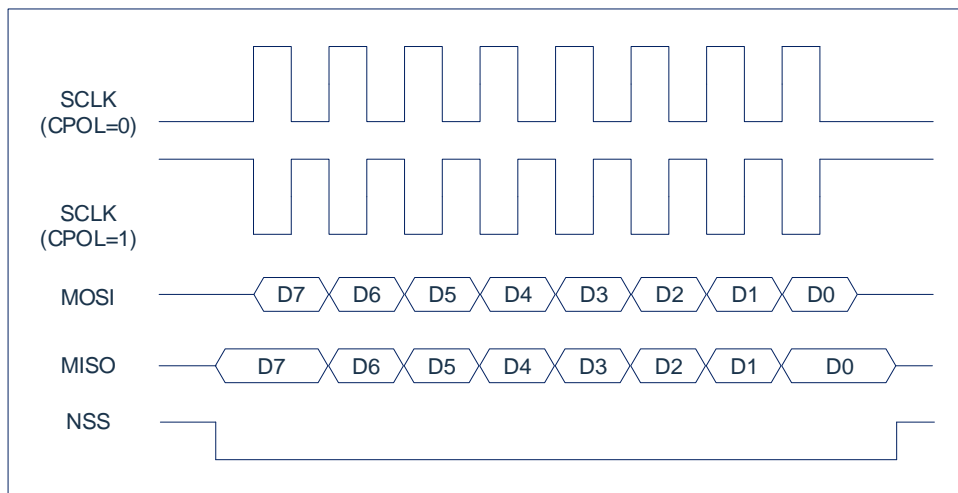 SCLK
(CPOL=0)
SCLK
(CPOL=1)
MOSI D7 D6 D5 D4 D3 D2 D1 D0
MISO D7 D6 D5 D4 D3 D2 D1 D0
NSS